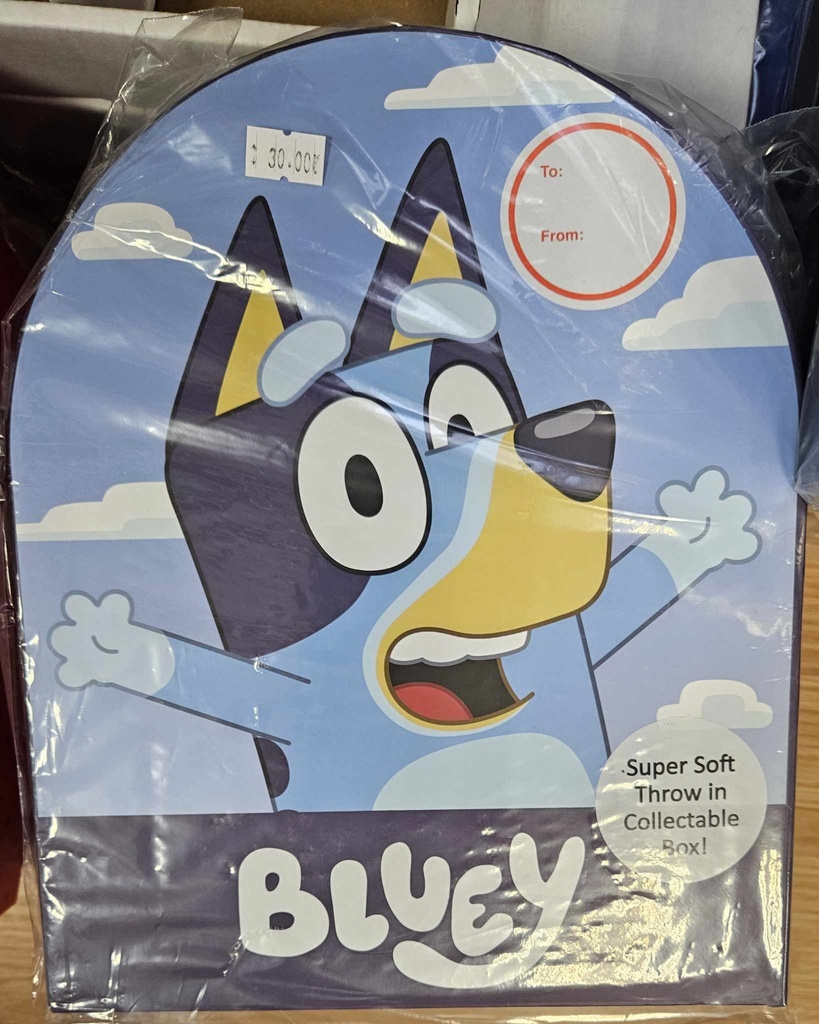 $ 30.00
To:
From:
Super Soft
Throw in
Collectable
Box!
BLUEY